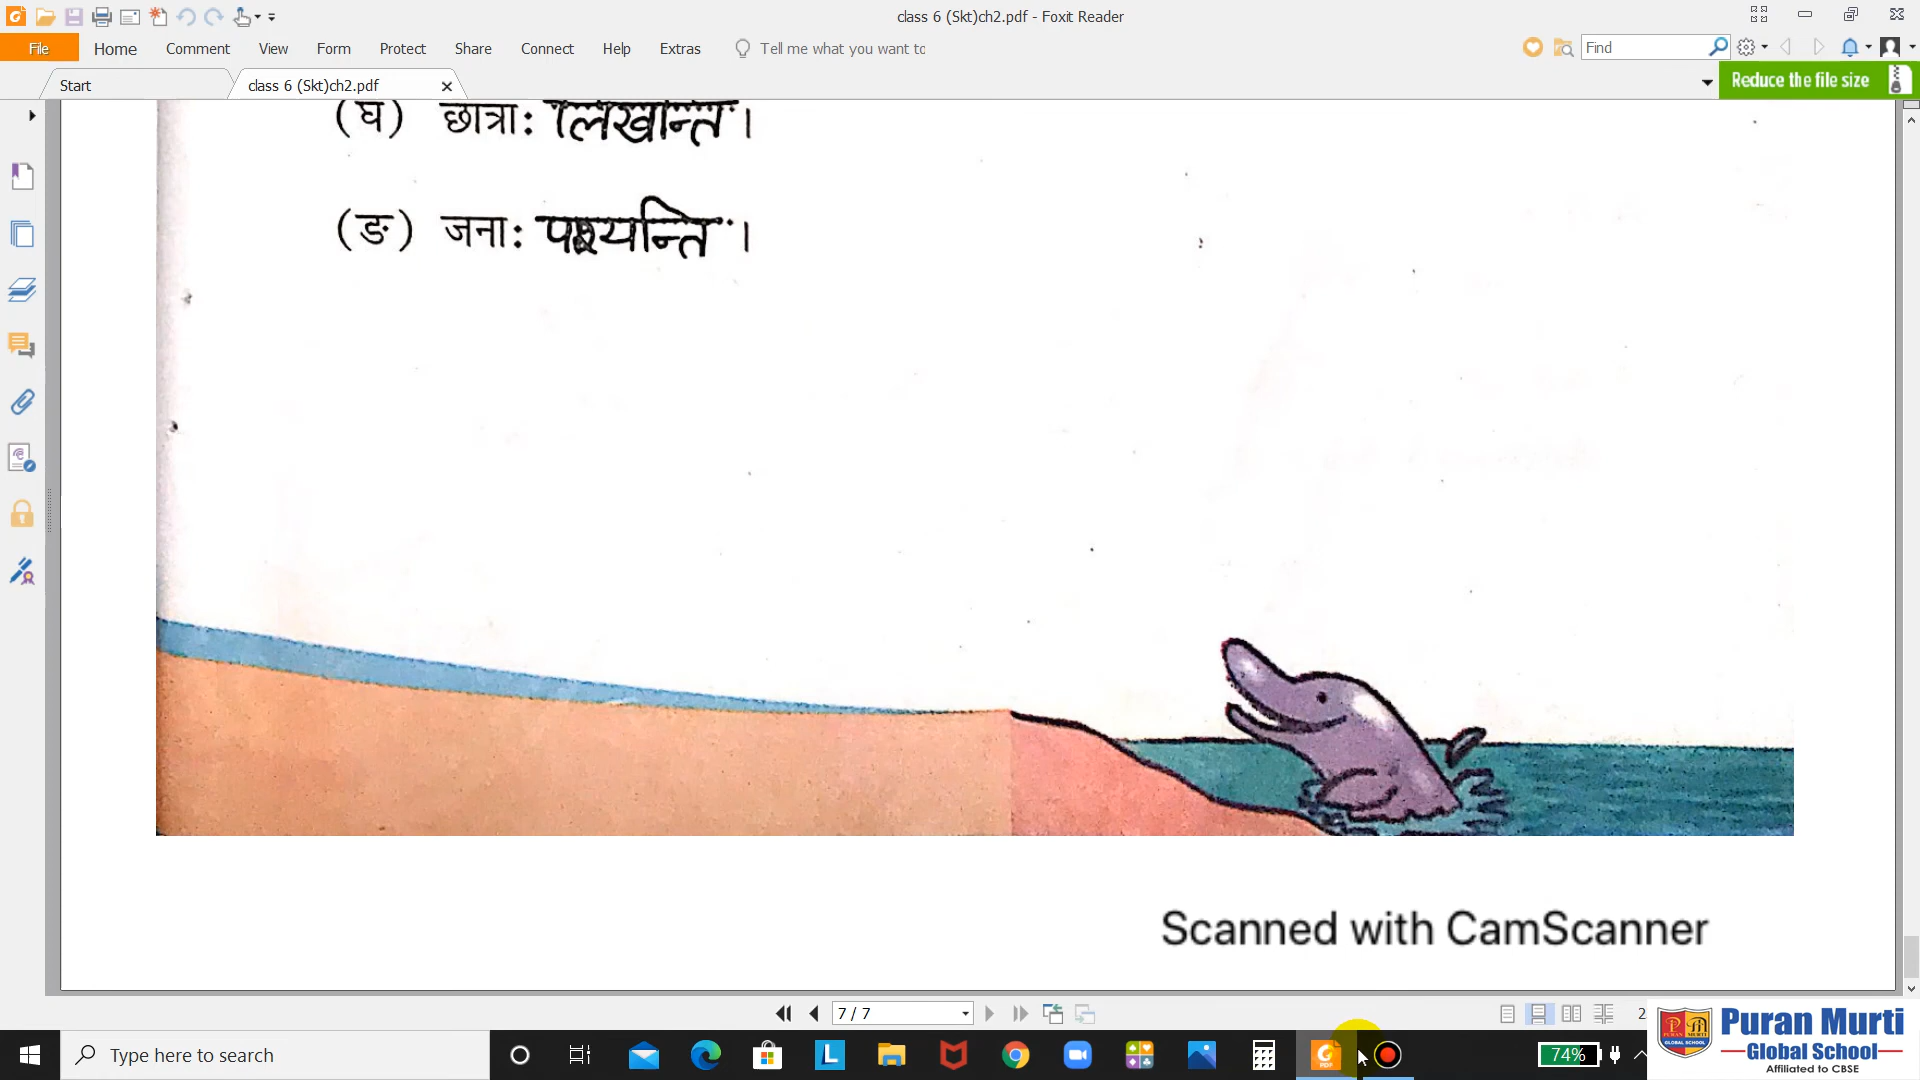 class 6 (Skt)ch2.pdf - Foxit Reader
File Home Comment View Form Protect Share Connect Help Extras Tell me what you want to Find
Start class 6 (Skt)ch2.pdf Reduce the file size
(घ) छात्राः लिखन्ति ।
(ङ) जनाः पश्यन्ति ।
Scanned with CamScanner
7 / 7
2
Puran Murti
Global School
Affiliated to CBSE
Type here to search
74%